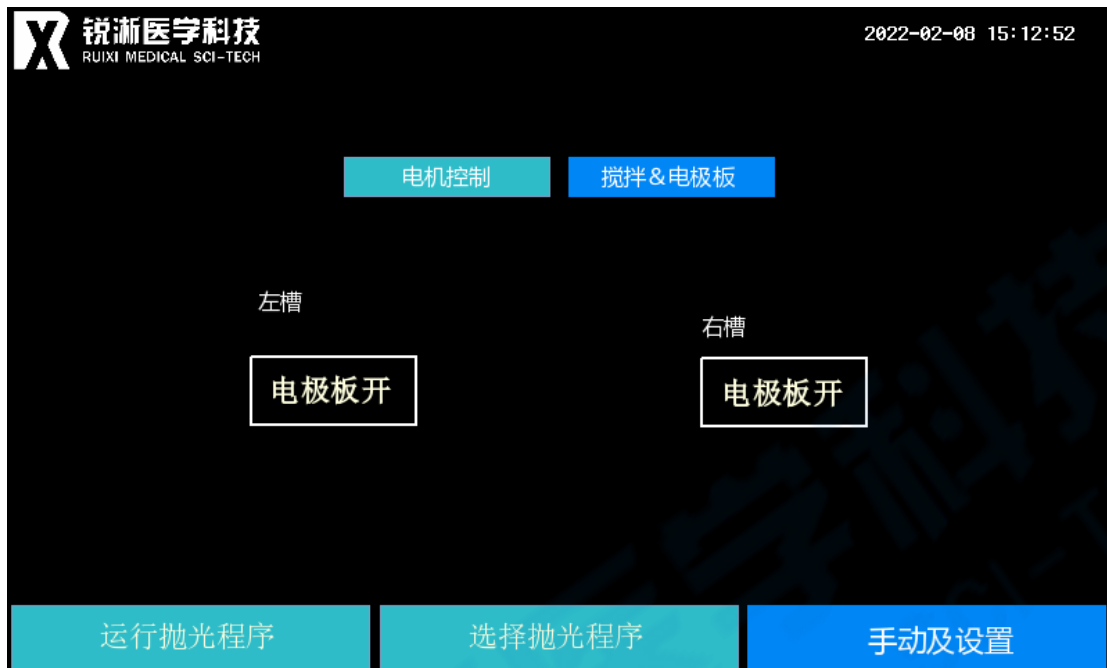 锐淅医学科技
RUIXI MEDICAL SCI-TECH
2022-02-08 15:12:52
电机控制
搅拌&电极板
左槽
右槽
电极板开
电极板开
运行抛光程序
选择抛光程序
手动及设置